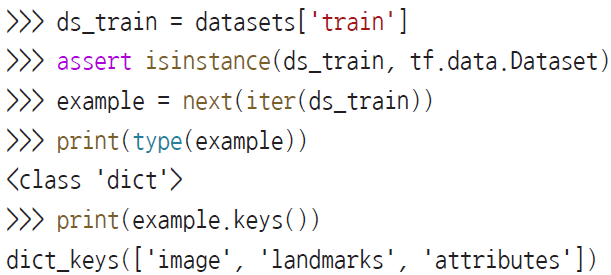 >>> ds_train = datasets['train']
>>> assert isinstance(ds_train, tf.data.Dataset)
>>> example = next(iter(ds_train))
>>> print(type(example))
<class 'dict'>
>>> print(example.keys())
dict_keys(['image', 'landmarks', 'attributes'])